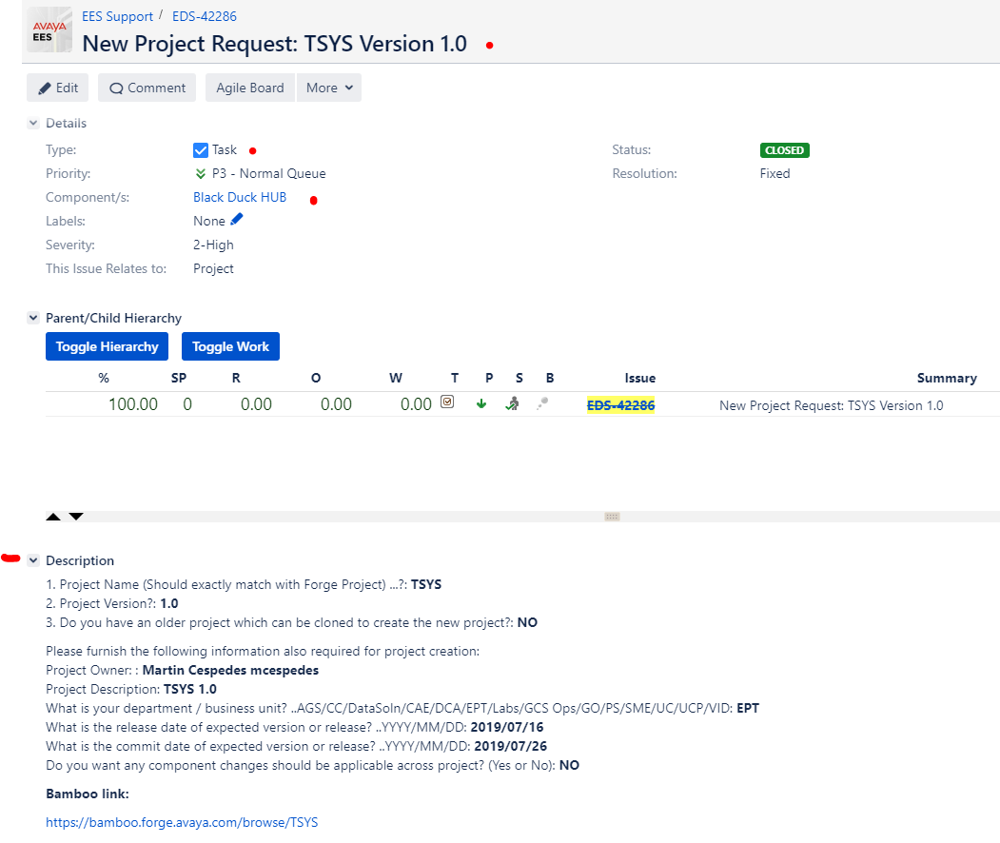 AVAYA
EES
EES Support / EDS-42286
New Project Request: TSYS Version 1.0
Edit Comment Agile Board More
Details
Type: Task Status: CLOSED
Priority: P3 - Normal Queue Resolution: Fixed
Component/s: Black Duck HUB
Labels: None
Severity: 2-High
This Issue Relates to: Project
Parent/Child Hierarchy
Toggle Hierarchy Toggle Work
% SP R O W T P S B Issue Summary
100.00 0 0.00 0.00 0.00 EDS-42286 New Project Request: TSYS Version 1.0
Description
1. Project Name (Should exactly match with Forge Project) ...?: TSYS
2. Project Version?: 1.0
3. Do you have an older project which can be cloned to create the new project?: NO
Please furnish the following information also required for project creation:
Project Owner: : Martin Cespedes mcespedes
Project Description: TSYS 1.0
What is your department / business unit? ..AGS/CC/DataSoln/CAE/DCA/EPT/Labs/GCS Ops/GO/PS/SME/UC/UCP/VID: EPT
What is the release date of expected version or release? ..YYYY/MM/DD: 2019/07/16
What is the commit date of expected version or release? ..YYYY/MM/DD: 2019/07/26
Do you want any component changes should be applicable across project? (Yes or No): NO
Bamboo link:
https://bamboo.forge.avaya.com/browse/TSYS